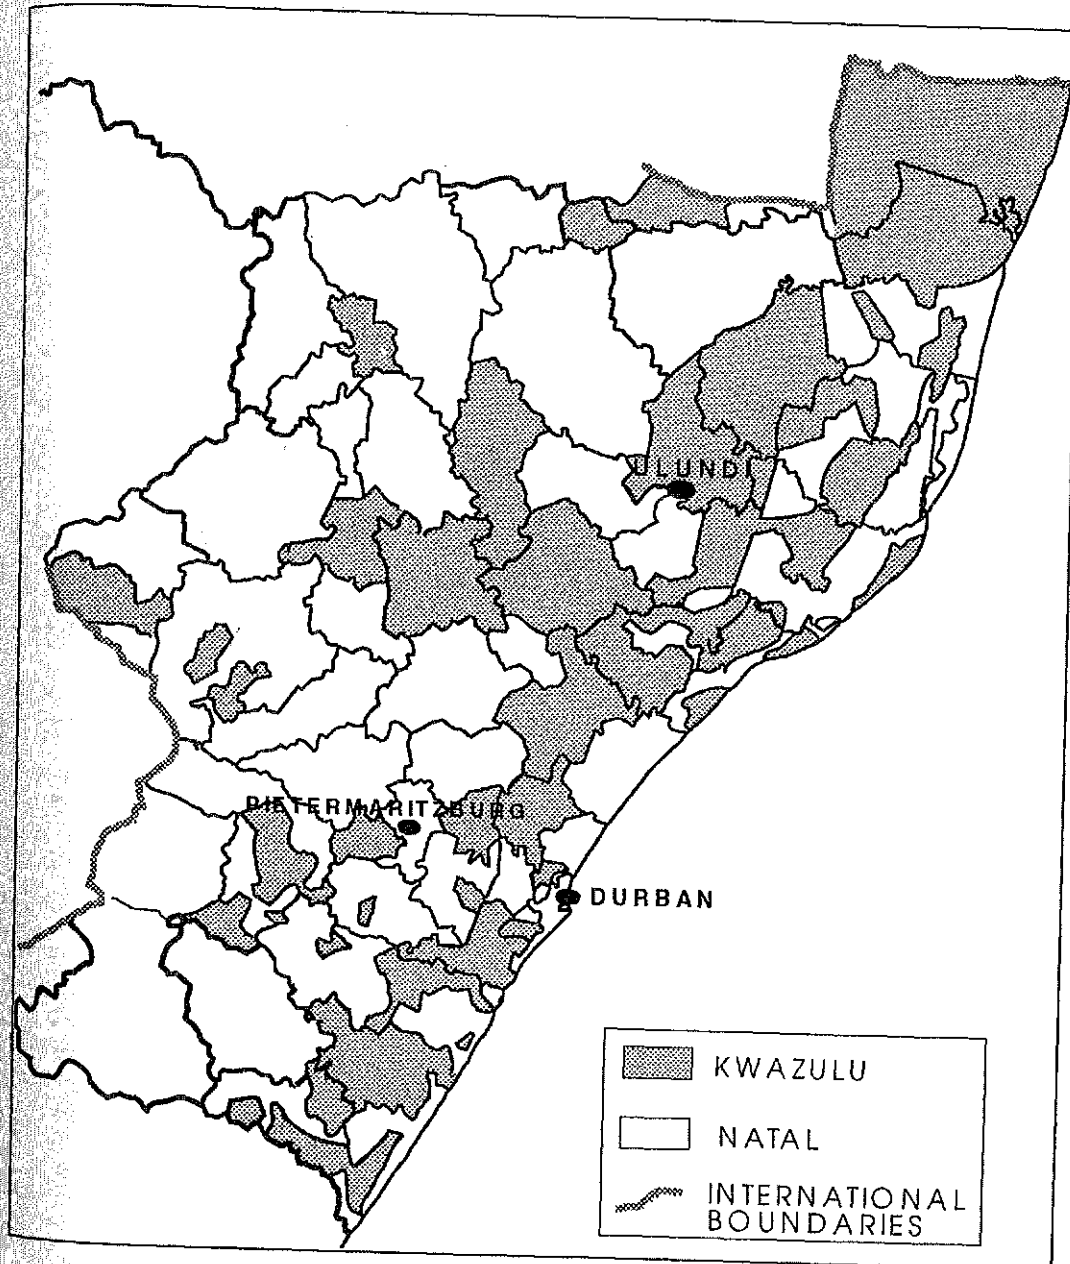 ULUNDI
PIETERMARITZBURG
DURBAN
KWAZULU
NATAL
INTERNATIONAL
BOUNDARIES